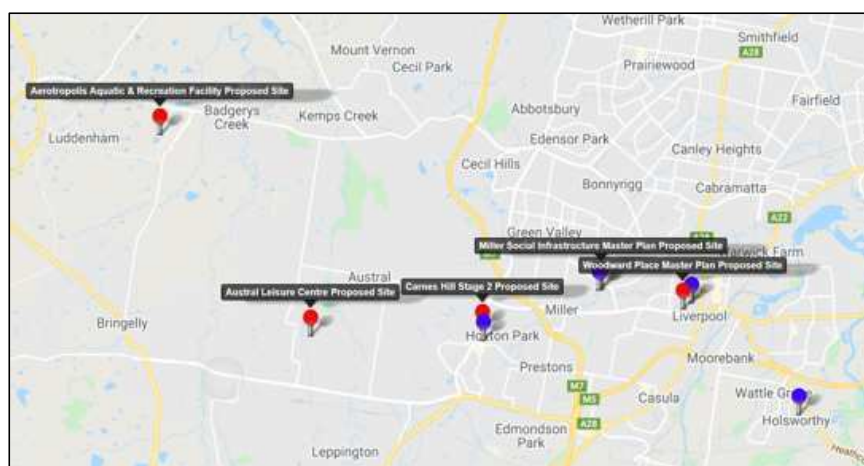 Wetherill Park
Smithfield
A28
Mount Vernon
Cecil Park
Prairiewood
Aerotropolis Aquatic & Recreation Facility Proposed Site
Fairfield
Badgerys
Creek
Kemps Creek
Abbotsbury
Luddenham
Edensor Park
Canley Heights
Cecil Hills
Bonnyrigg
Cabramatta
A22
Green Valley
Miller Social Infrastructure Master Plan Proposed Site
Woodward Place Master Plan Proposed Site
Austral
Carnes Hill Stage 2 Proposed Site
Austral Leisure Centre Proposed Site
Miller
Liverpool
Bringelly
Hoxton Park
Moorebank
Prestons
M7
M5
Casula
Wattle Gr
Holsworthy
Edmondson
Park
A28
Leppington